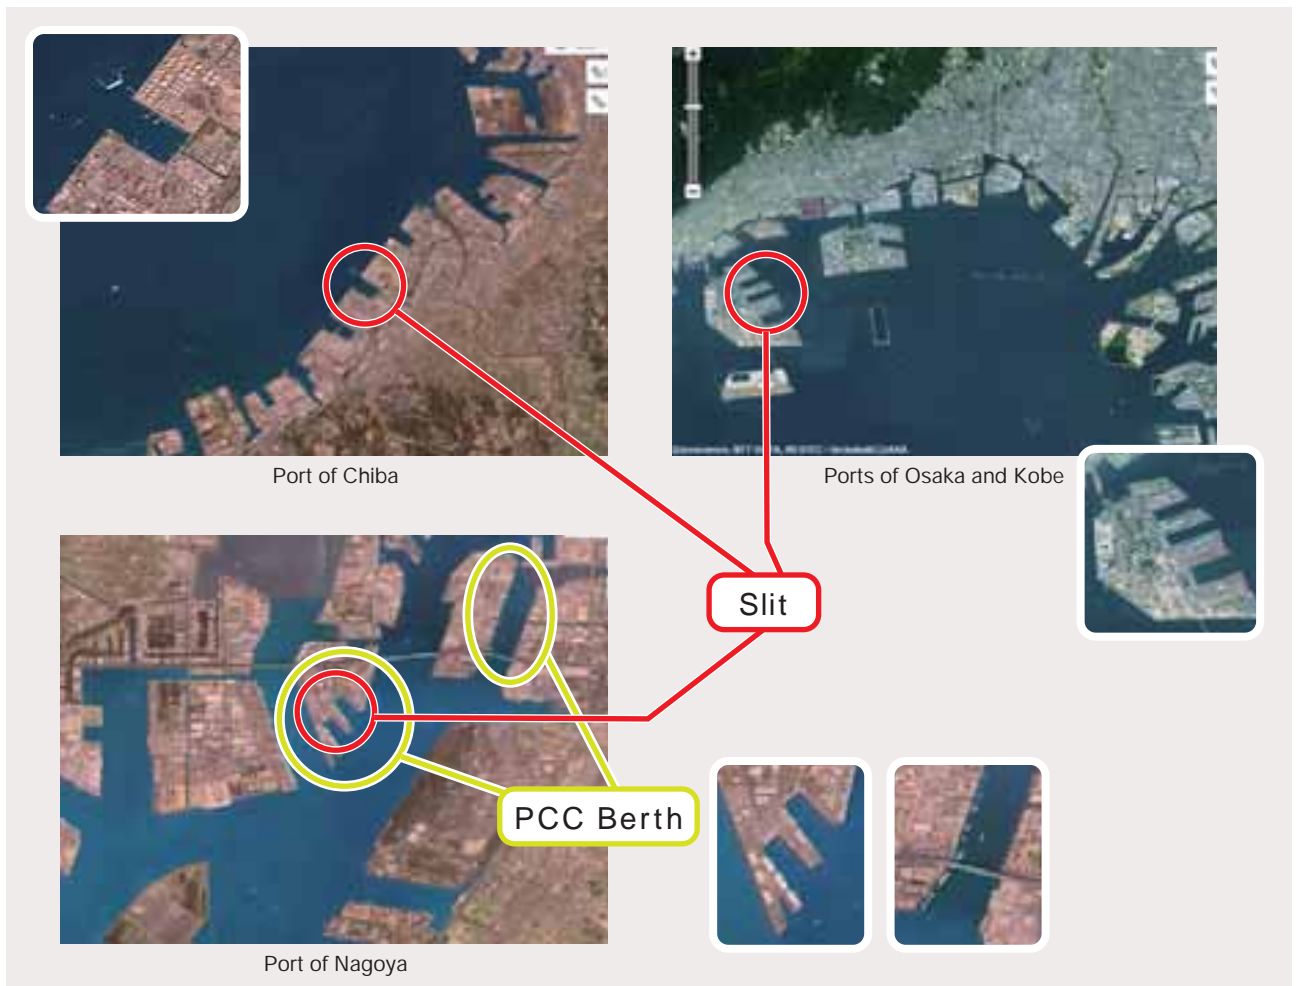 Port of Chiba
Ports of Osaka and Kobe
Slit
PCC Berth
Port of Nagoya